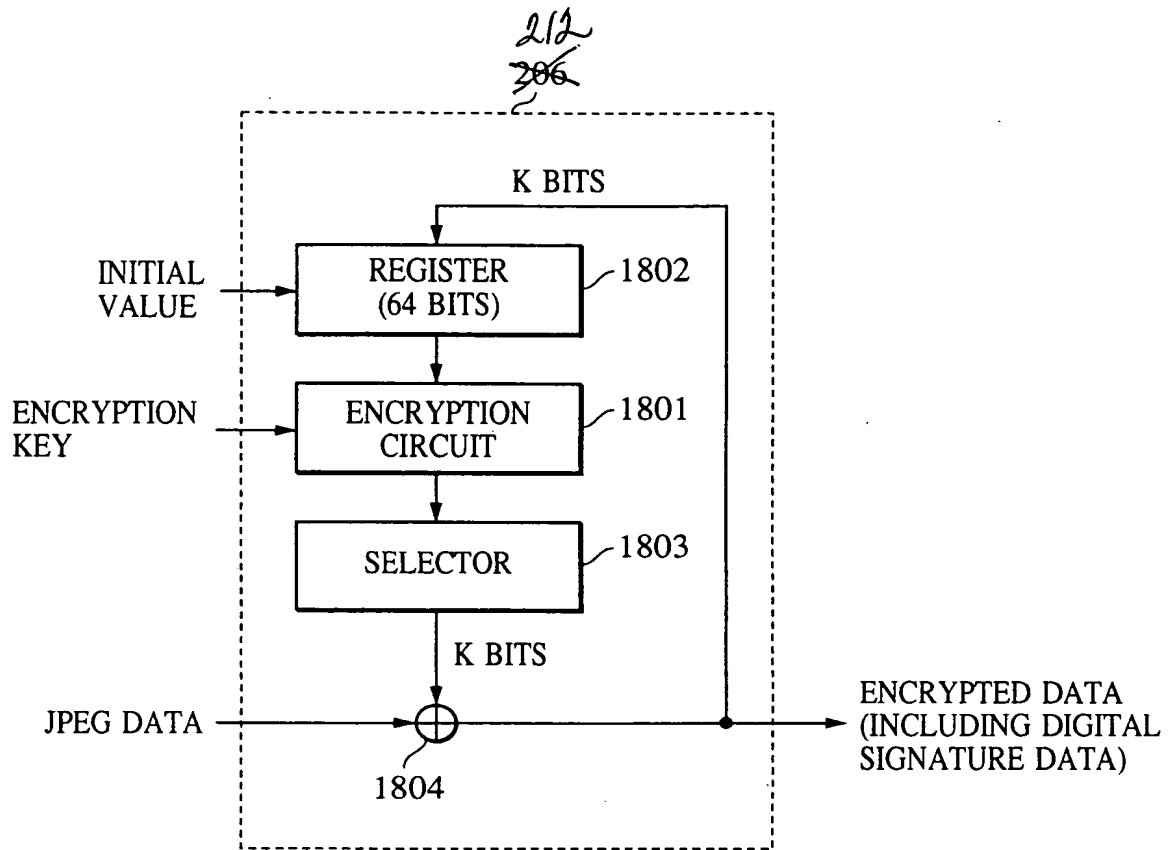 212
206
K BITS
INITIAL
VALUE
REGISTER
(64 BITS)
1802
ENCRYPTION
KEY
ENCRYPTION
CIRCUIT
1801
SELECTOR
1803
K BITS
JPEG DATA
1804
ENCRYPTED DATA
(INCLUDING DIGITAL
SIGNATURE DATA)